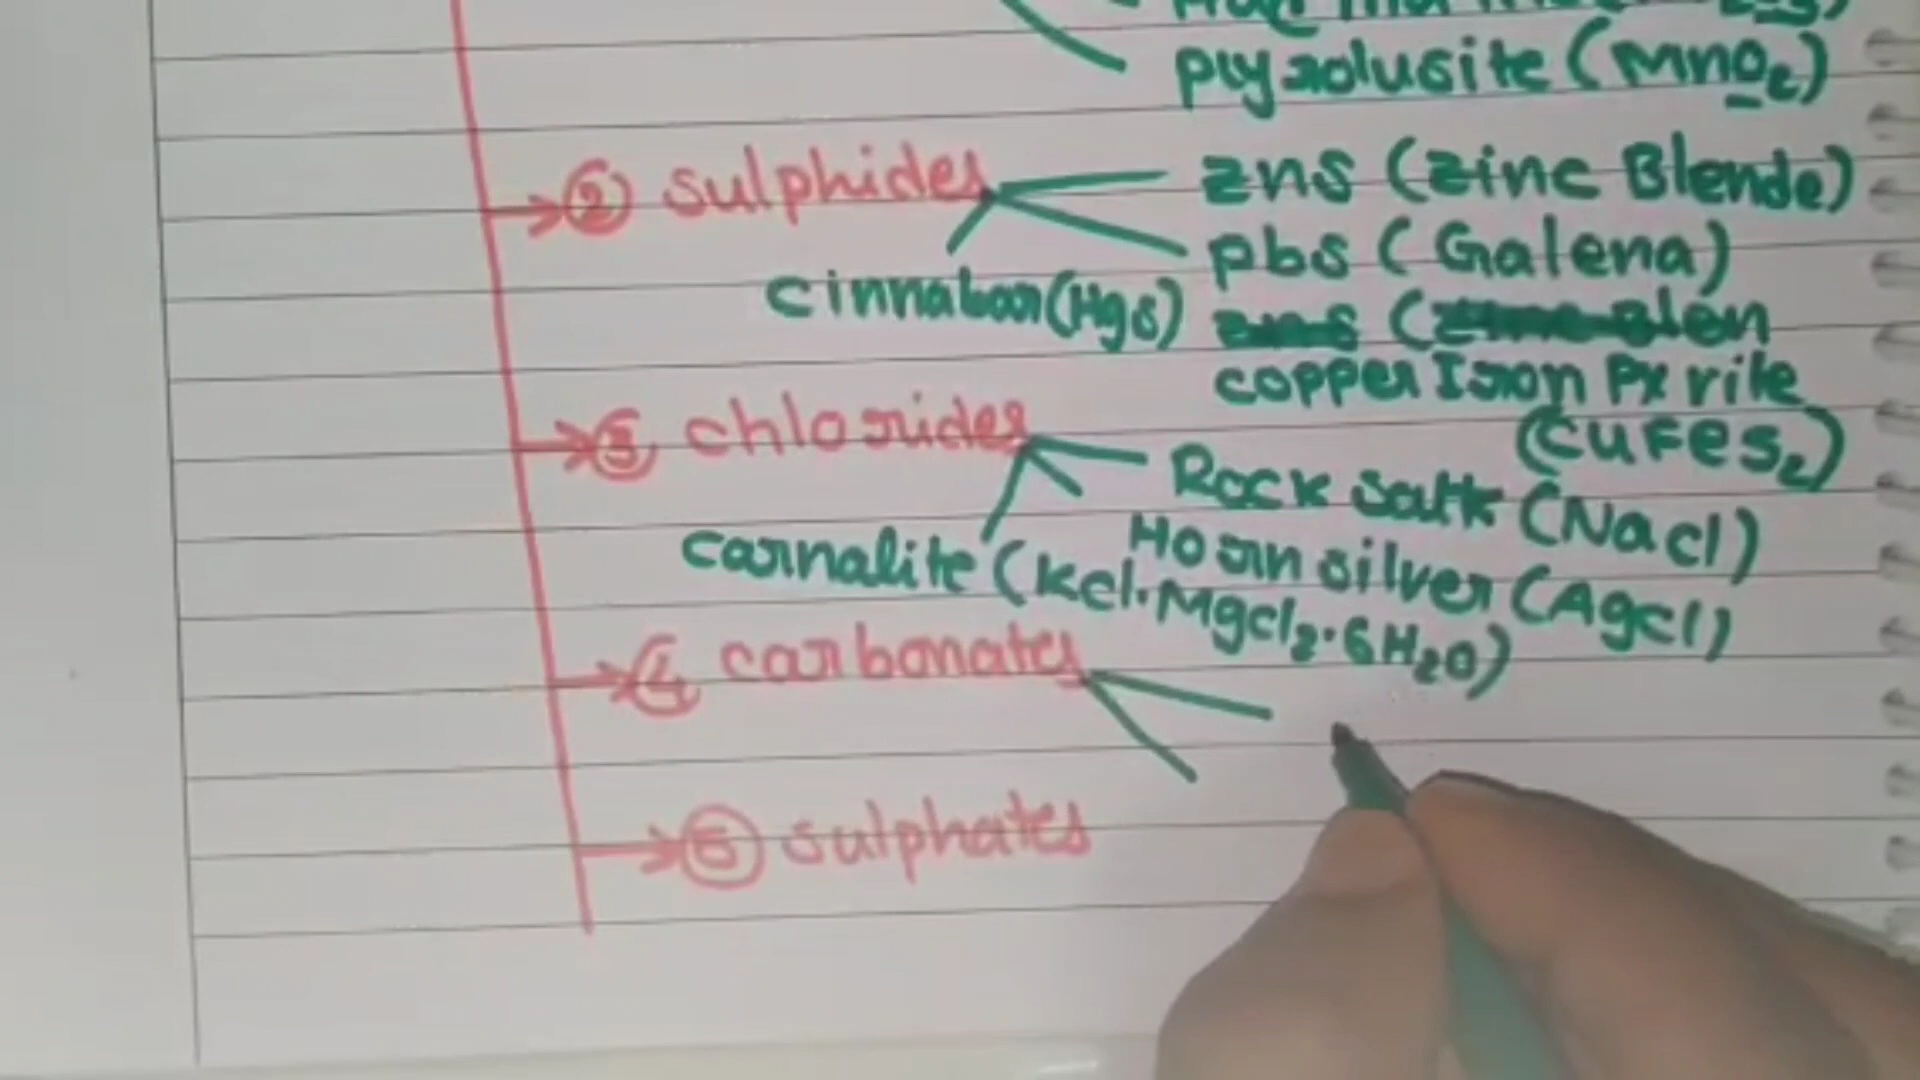 pyrolusite (MnO2)
② sulphides
zns (zinc Blende)
pbs (Galena)
cinnabar (Hgs)
copper Iron Pyrite
(CuFeS2)
③ chlorides
Rock salt (Nacl)
Horn silver (AgCl)
carnalite (Kcl.Mgcl2.6H2O)
④ carbonates
⑤ sulphates